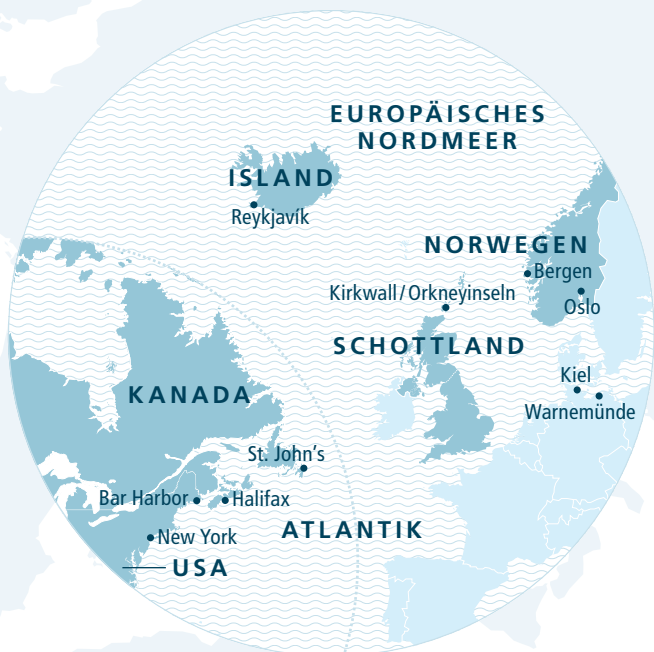 EUROPÄISCHES
NORDMEER
ISLAND
Reykjavík
NORWEGEN
Bergen
Kirkwall/Orkneyinseln
Oslo
SCHOTTLAND
Kiel
KANADA
Warnemünde
St. John's
Bar Harbor
Halifax
ATLANTIK
New York
USA